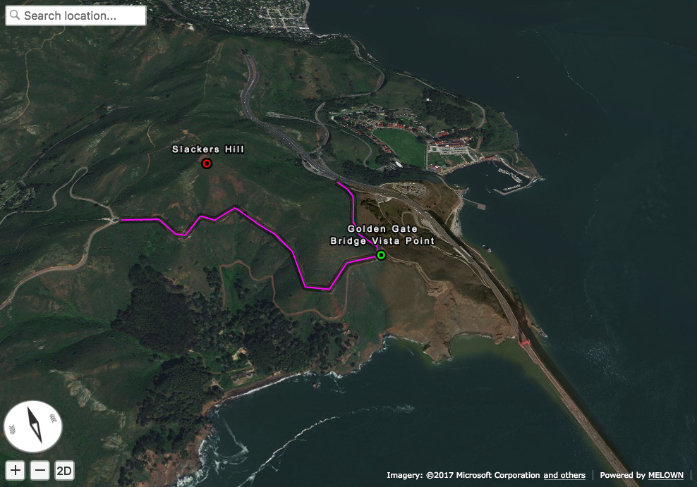 Search location...
Slackers Hill
Golden Gate
Bridge Vista Point
+
−
2D
Imagery: ©2017 Microsoft Corporation and others
Powered by MELOWN